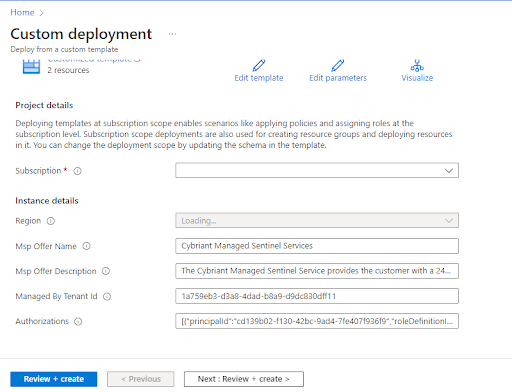 Home >
Custom deployment ...
Deploy from a custom template
Customized template
2 resources
Edit template
Edit parameters
Visualize
Project details
Deploying templates at subscription scope enables scenarios like applying policies and assigning roles at the
subscription level. Subscription scope deployments are also used for creating resource groups and deploying resources
in it. You can change the deployment scope by updating the schema in the template.
Subscription *
Instance details
Region
Loading...
Msp Offer Name
Cybriant Managed Sentinel Services
Msp Offer Description
The Cybriant Managed Sentinel Service provides the customer with a 24...
Managed By Tenant Id
1a759eb3-d3a8-4dad-b8a9-d9dc830dff11
Authorizations
[{"principalId":"cd139b02-f130-42bc-9ad4-7fe407f936f9","roleDefinitionI...
Review + create
< Previous
Next : Review + create >